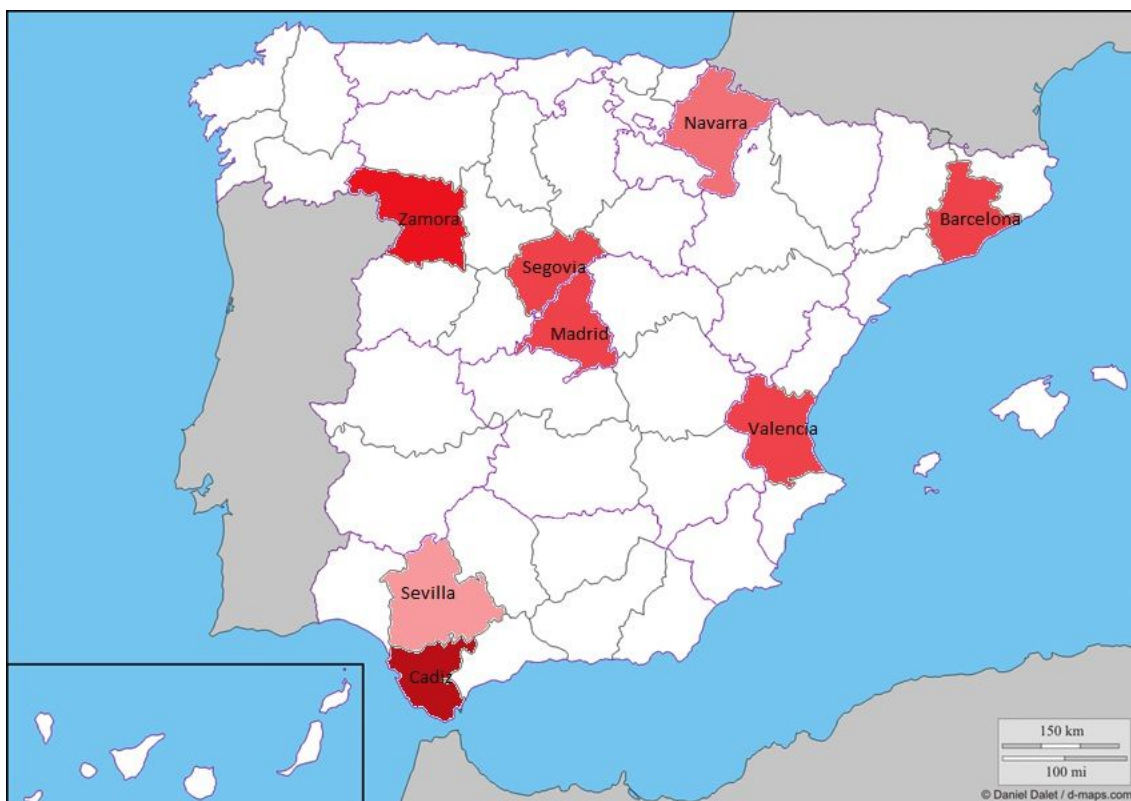 Navarra
Zamora
Barcelona
Segovia
Madrid
Valencia
Sevilla
Cadiz
150 km
100 mi
© Daniel Dalet / d-maps.com